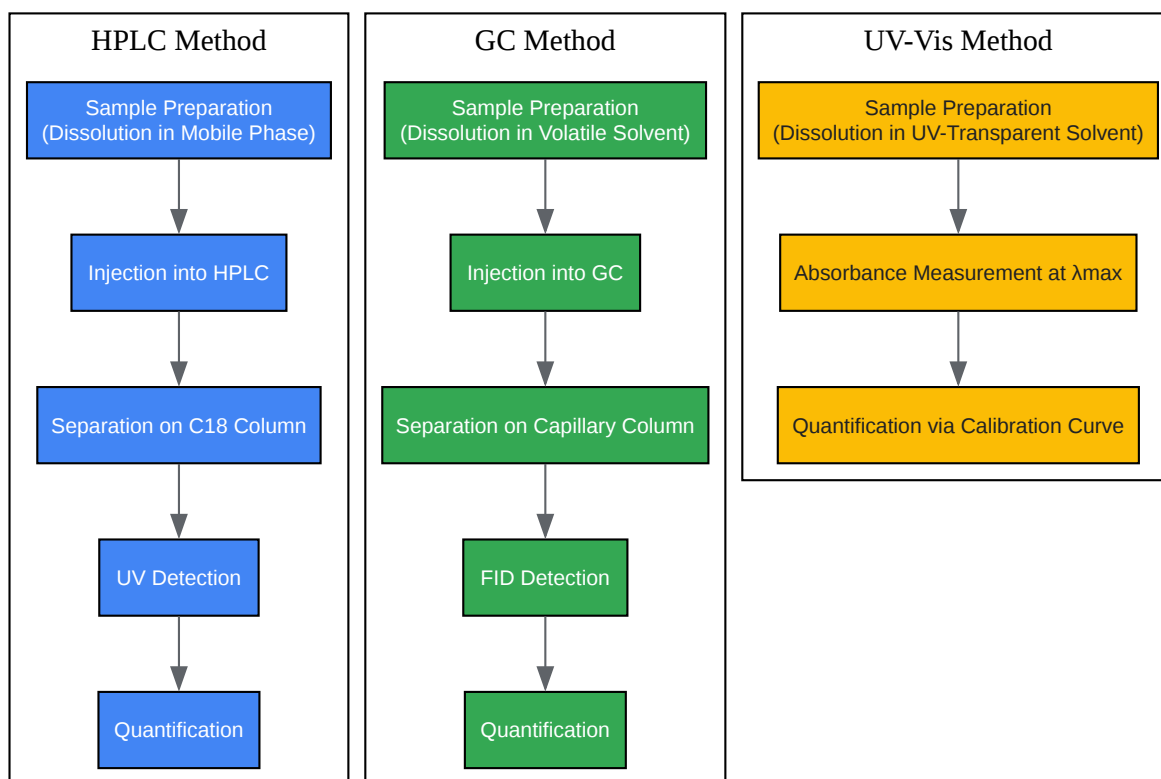 HPLC Method
Sample Preparation
(Dissolution in Mobile Phase)
Injection into HPLC
Separation on C18 Column
UV Detection
Quantification
GC Method
Sample Preparation
(Dissolution in Volatile Solvent)
Injection into GC
Separation on Capillary Column
FID Detection
Quantification
UV-Vis Method
Sample Preparation
(Dissolution in UV-Transparent Solvent)
Absorbance Measurement at λmax
Quantification via Calibration Curve